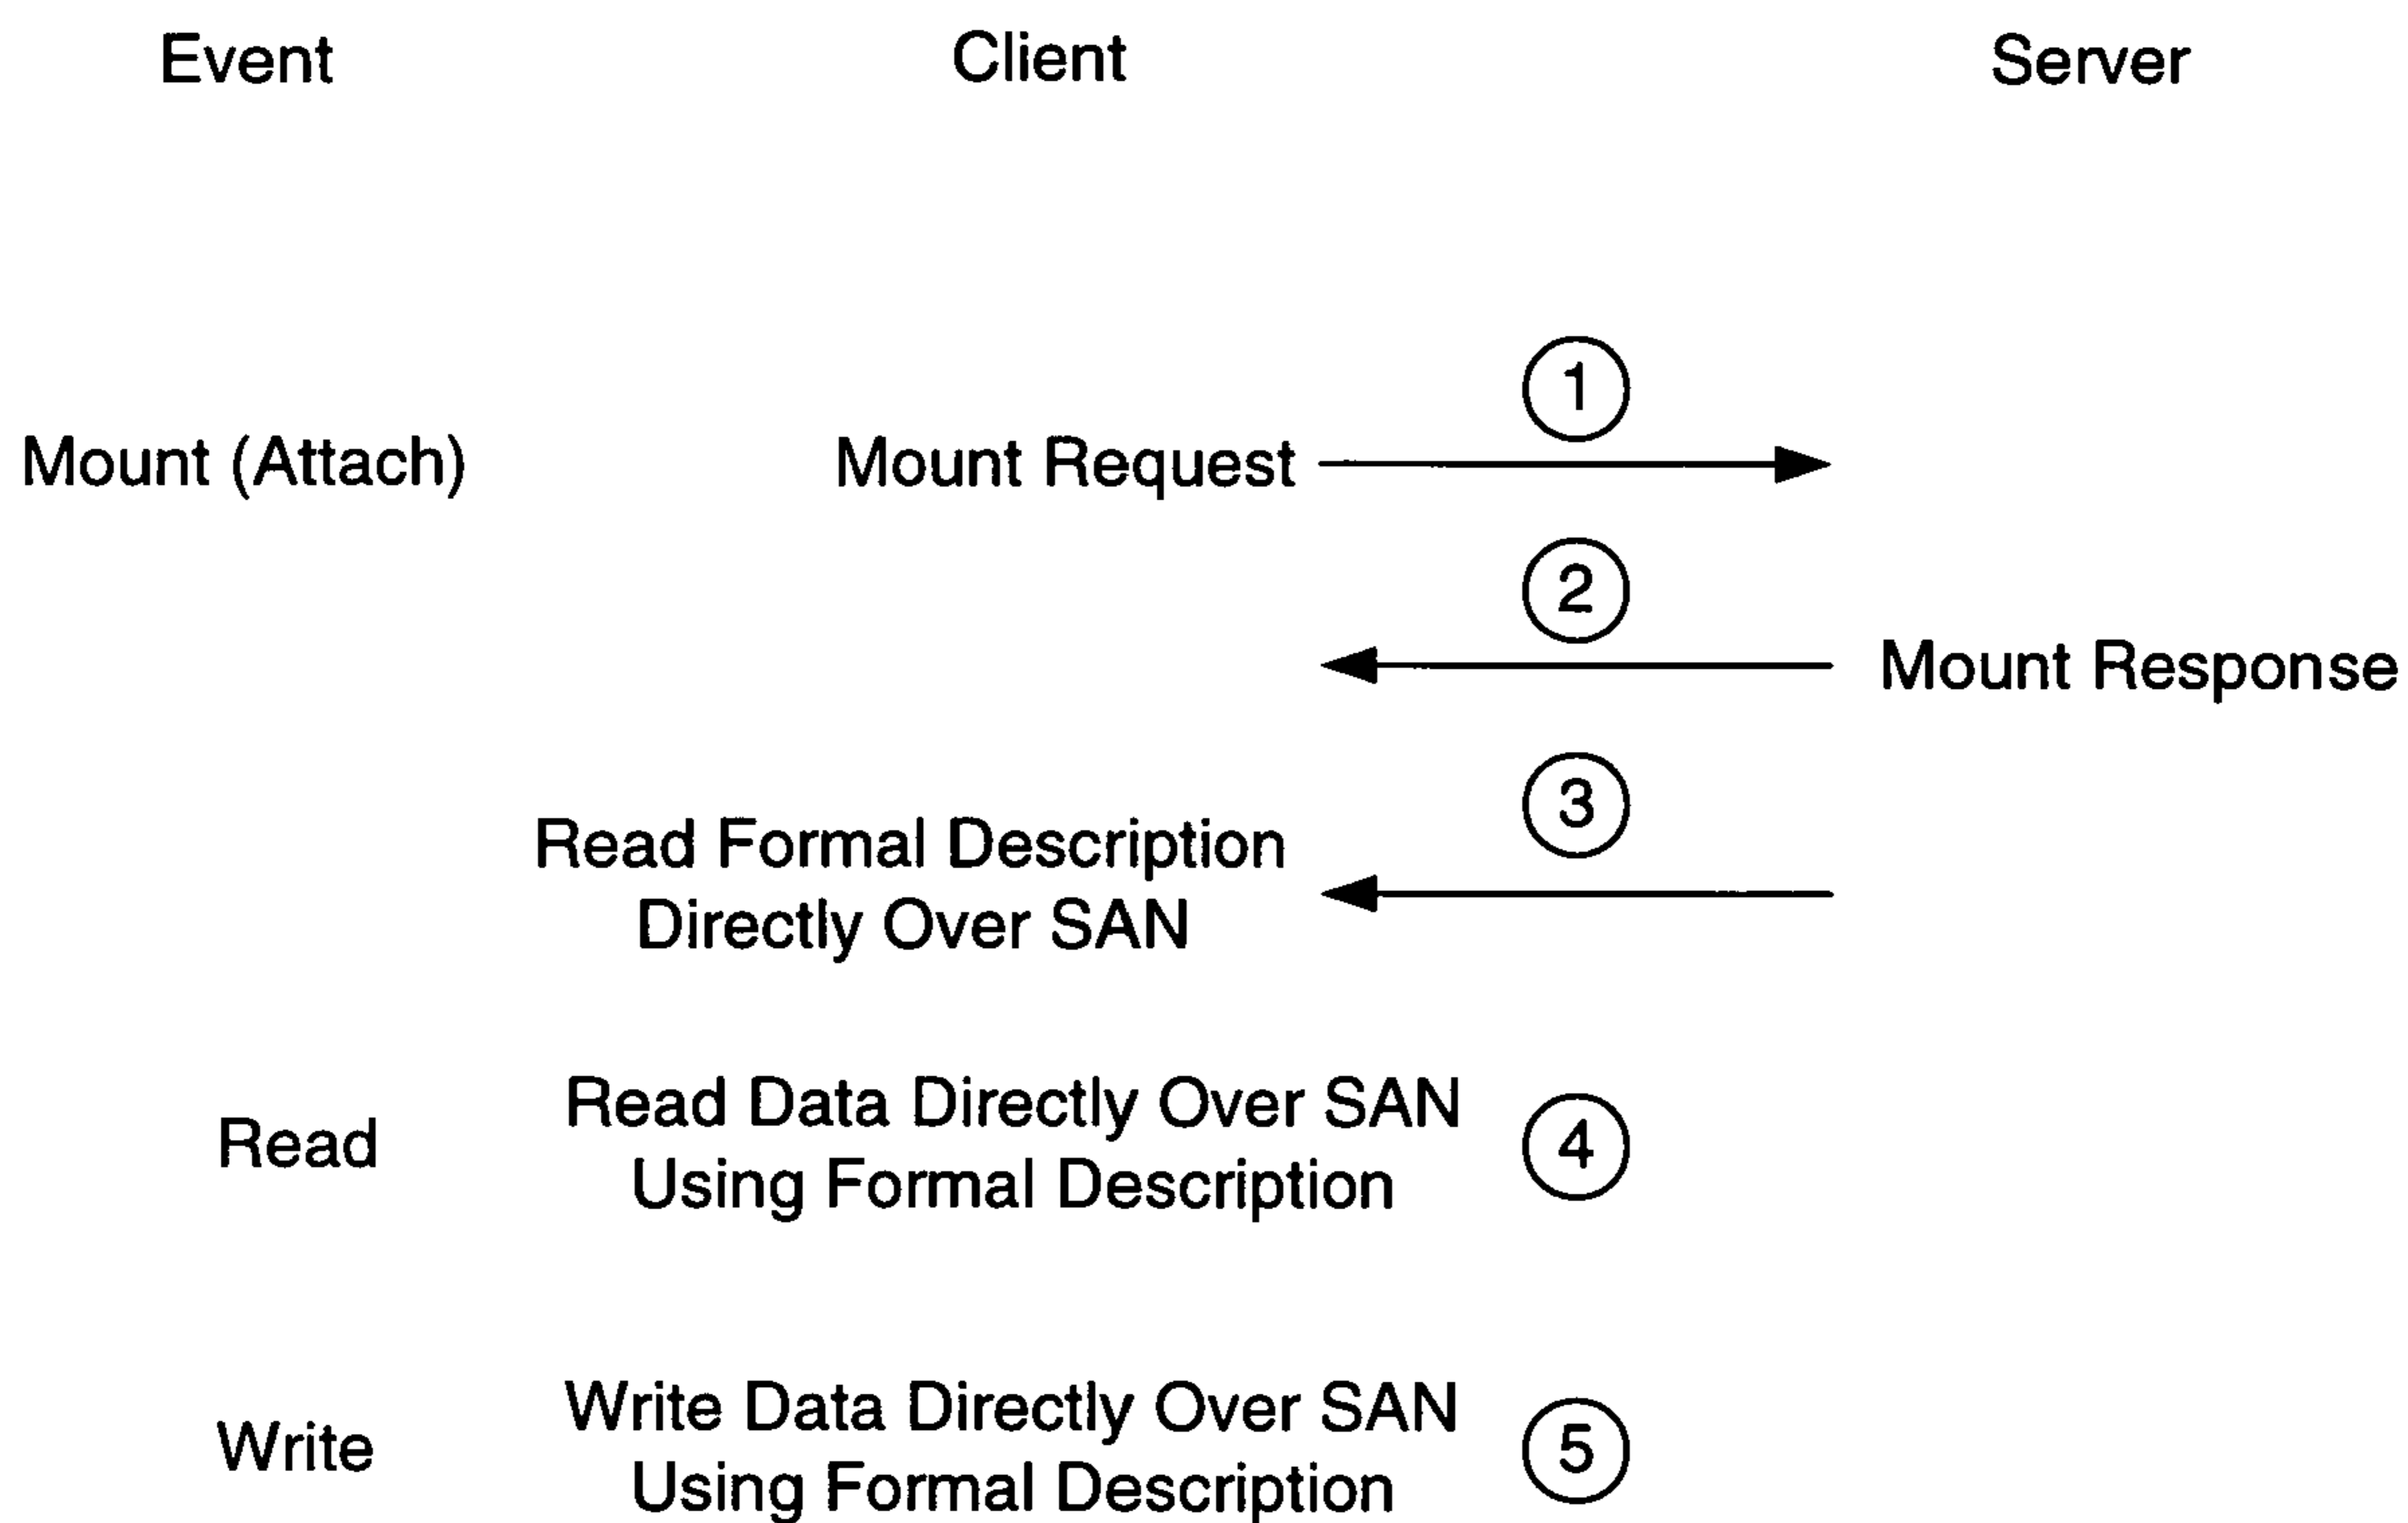 Event Client Server
1
Mount (Attach) Mount Request
2
Mount Response
3
Read Formal Description
Directly Over SAN
Read Data Directly Over SAN
Read 4
Using Formal Description
Write Data Directly Over SAN
Write 5
Using Formal Description